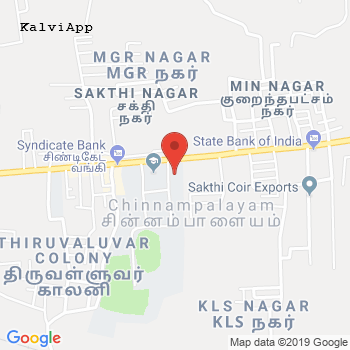 KalviApp
MGR NAGAR
MGR நகர்
SAKTHI NAGAR
சக்தி
நகர்
MIN NAGAR
குறைந்தபட்சம்
நகர்
Syndicate Bank
சிண்டிகேட்
வங்கி
State Bank of India
Sakthi Coir Exports
Chinnampalayam
சின்னம்பாளையம்
THIRUVALUVAR
COLONY
திருவள்ளுவர்
காலனி
KLS NAGAR
KLS நகர்
Google
Map data ©2019 Google